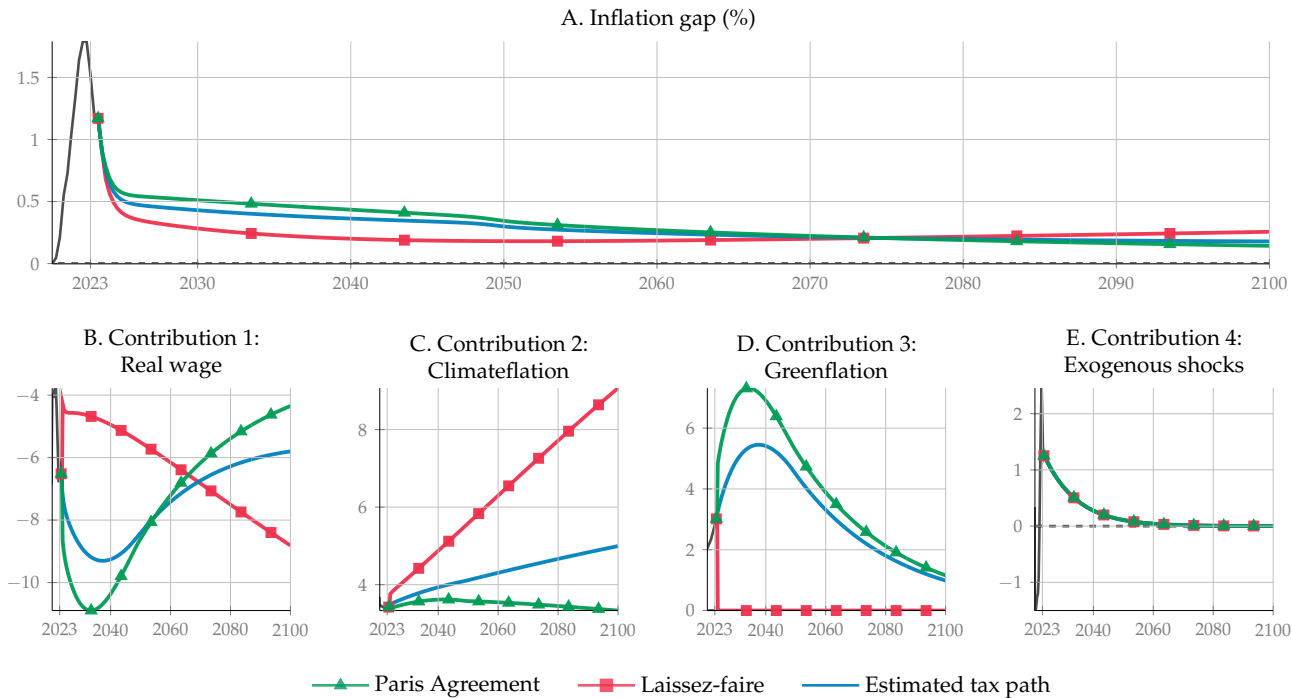 A. Inflation gap (%)
1.5
1
0.5
0
2023 2030 2040 2050 2060 2070 2080 2090 2100
B. Contribution 1:
Real wage
−4
−6
−8
−10
2023 2040 2060 2080 2100
C. Contribution 2:
Climateflation
8
6
4
2023 2040 2060 2080 2100
D. Contribution 3:
Greenflation
6
4
2
0
2023 2040 2060 2080 2100
E. Contribution 4:
Exogenous shocks
2
1
0
−1
2023 2040 2060 2080 2100
Paris Agreement Laissez-faire Estimated tax path